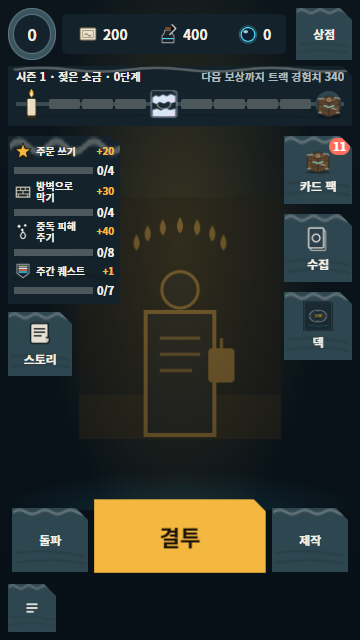 0
200
400
0
상점
시즌 1 · 젖은 소금 · 0단계
다음 보상까지 트랙 경험치 340
주문 쓰기 +20
0/4
방벽으로 막기 +30
0/4
중독 피해 주기 +40
0/8
주간 퀘스트 +1
0/7
11
카드 팩
수집
덱
스토리
돌파
결투
제작